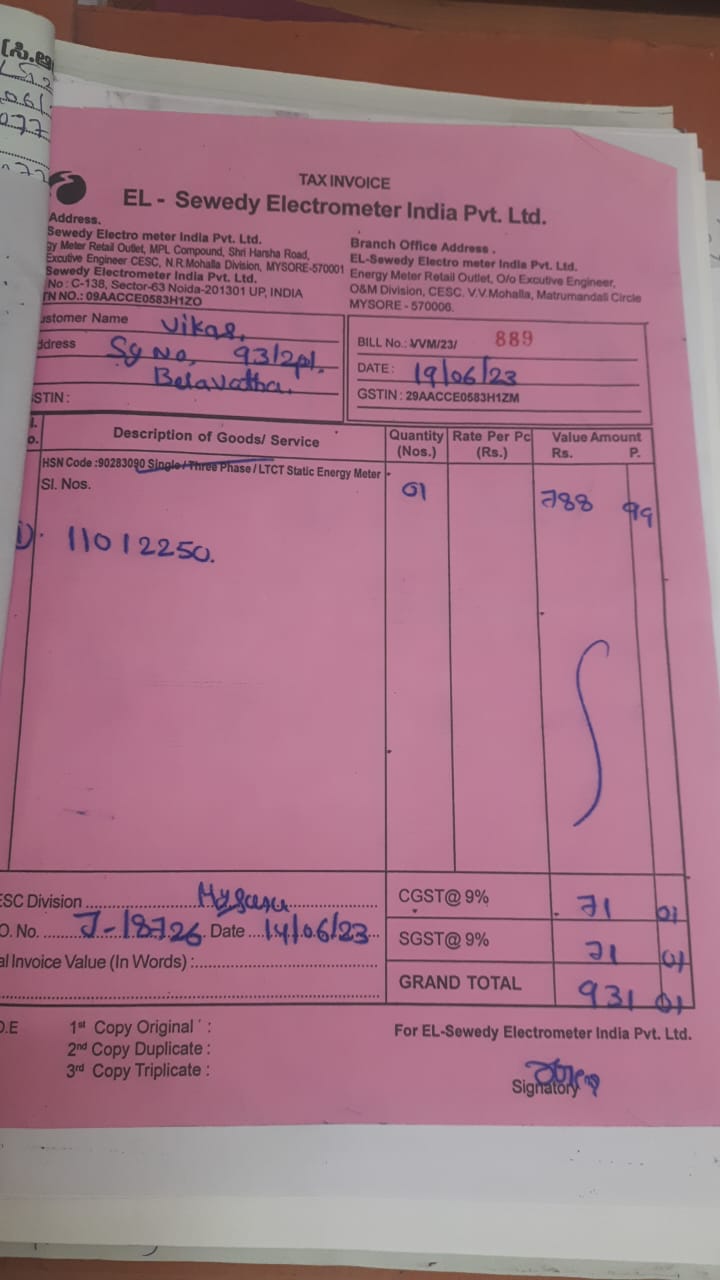 TAX INVOICE
EL - Sewedy Electrometer India Pvt. Ltd.
Address.
Sewedy Electro meter India Pvt. Ltd.
gy Meter Retail Outlet, MPL Compound, Shri Harsha Road,
Excutive Engineer CESC, N.R.Mohalla Division, MYSORE-570001
Sewedy Electrometer India Pvt. Ltd.
No : C-138, Sector-63 Noida-201301 UP, INDIA
TN NO.: 09AACCE0583H1ZO
Branch Office Address .
EL-Sewedy Electro meter India Pvt. Ltd.
Energy Meter Retail Outlet, O/o Excutive Engineer,
O&M Division, CESC. V.V.Mohalla, Matrumandali Circle
MYSORE - 570006.
ustomer Name Vikas,
ddress Sy No, 93/2p1.
Belavatha.
STIN :
BILL No.: VVM/23/ 889
DATE : 19/06/23
GSTIN : 29AACCE0583H1ZM
Description of Goods/ Service Quantity (Nos.) Rate Per Pc (Rs.) Value Amount Rs. P.
HSN Code :90283090 Single / Three Phase / LTCT Static Energy Meter
Sl. Nos. 01 788 99
1) 11012250.
ESC Division Mysuru CGST@ 9% 71 01
O. No. J-18726 Date 14/06/23 SGST@ 9% 71 01
al Invoice Value (In Words) :
GRAND TOTAL 931 01
O.E 1st Copy Original :
2nd Copy Duplicate :
3rd Copy Triplicate :
For EL-Sewedy Electrometer India Pvt. Ltd.
Signatory